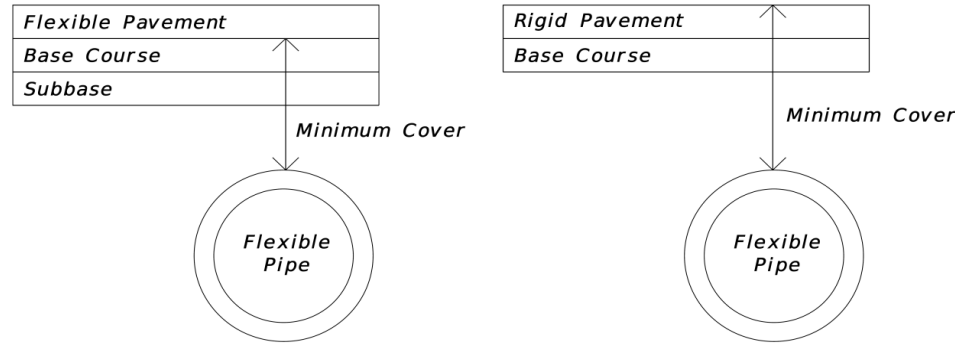 Flexible Pavement
Base Course
Subbase
Minimum Cover
Flexible
Pipe
Rigid Pavement
Base Course
Minimum Cover
Flexible
Pipe